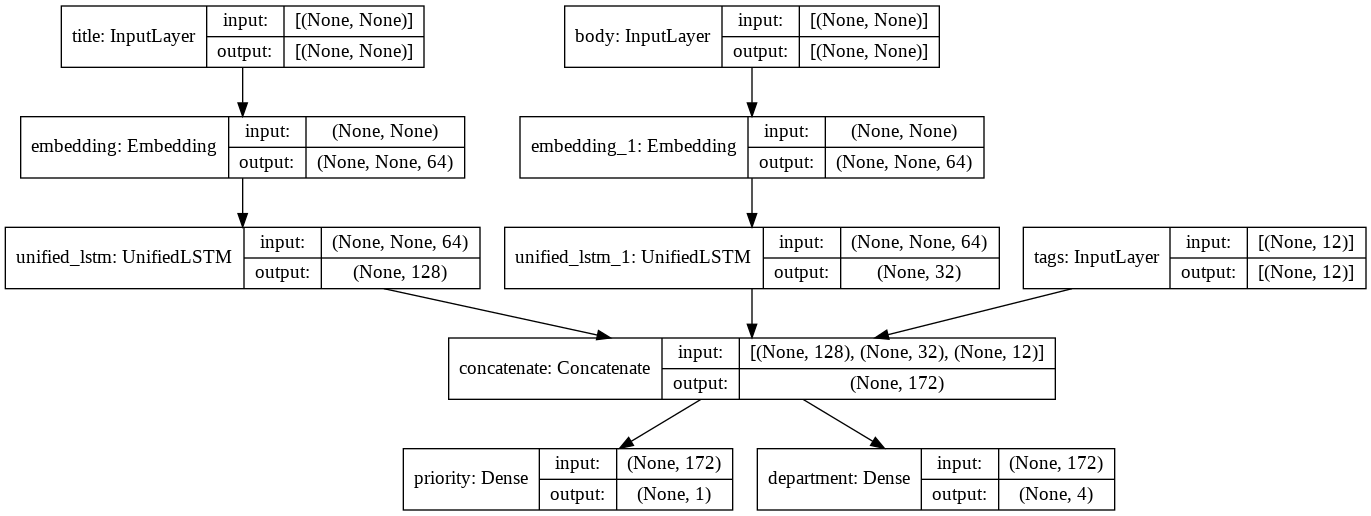 title: InputLayer
input:
[(None, None)]
output:
[(None, None)]
body: InputLayer
input:
[(None, None)]
output:
[(None, None)]
embedding: Embedding
input:
(None, None)
output:
(None, None, 64)
embedding_1: Embedding
input:
(None, None)
output:
(None, None, 64)
unified_lstm: UnifiedLSTM
input:
(None, None, 64)
output:
(None, 128)
unified_lstm_1: UnifiedLSTM
input:
(None, None, 64)
output:
(None, 32)
tags: InputLayer
input:
[(None, 12)]
output:
[(None, 12)]
concatenate: Concatenate
input:
[(None, 128), (None, 32), (None, 12)]
output:
(None, 172)
priority: Dense
input:
(None, 172)
output:
(None, 1)
department: Dense
input:
(None, 172)
output:
(None, 4)